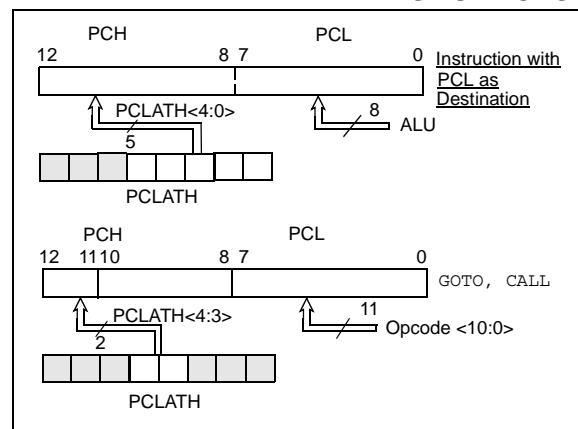 PCH PCL
12 8 7 0
Instruction with
PCL as
Destination
PCLATH<4:0>
8
ALU
5
PCLATH
PCH PCL
12 11 10 8 7 0
GOTO, CALL
PCLATH<4:3>
11
Opcode <10:0>
2
PCLATH